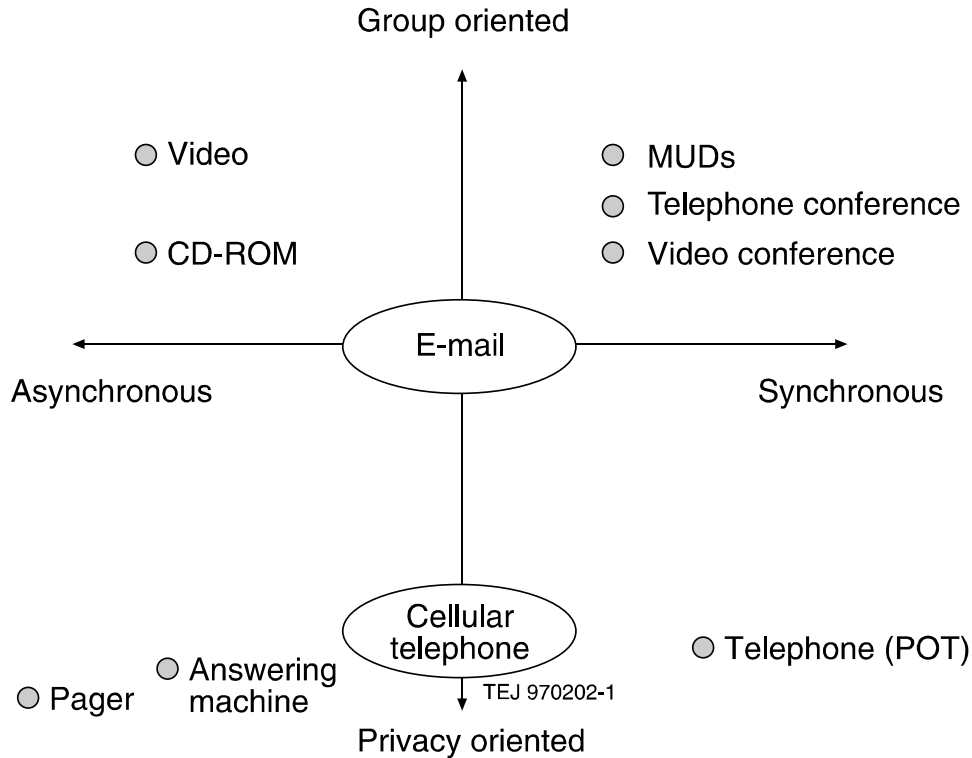 Group oriented
Video
MUDs
Telephone conference
CD-ROM
Video conference
E-mail
Asynchronous
Synchronous
Cellular
telephone
Telephone (POT)
Answering
machine
Pager
TEJ 970202-1
Privacy oriented